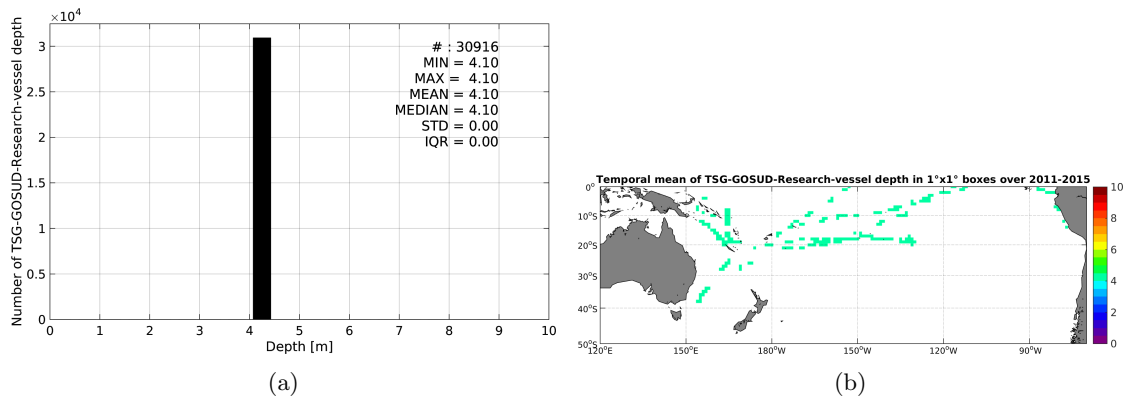 ×10⁴
Number of TSG-GOSUD-Research-vessel depth
3
2.5
2
1.5
1
0.5
0
# : 30916
MIN = 4.10
MAX = 4.10
MEAN = 4.10
MEDIAN = 4.10
STD = 0.00
IQR = 0.00
0 1 2 3 4 5 6 7 8 9 10
Depth [m]
(a)
Temporal mean of TSG-GOSUD-Research-vessel depth in 1°x1° boxes over 2011-2015
0°
10°S
20°S
30°S
40°S
50°S
120°E 150°E 180°W 150°W 120°W 90°W
10
8
6
4
2
0
(b)